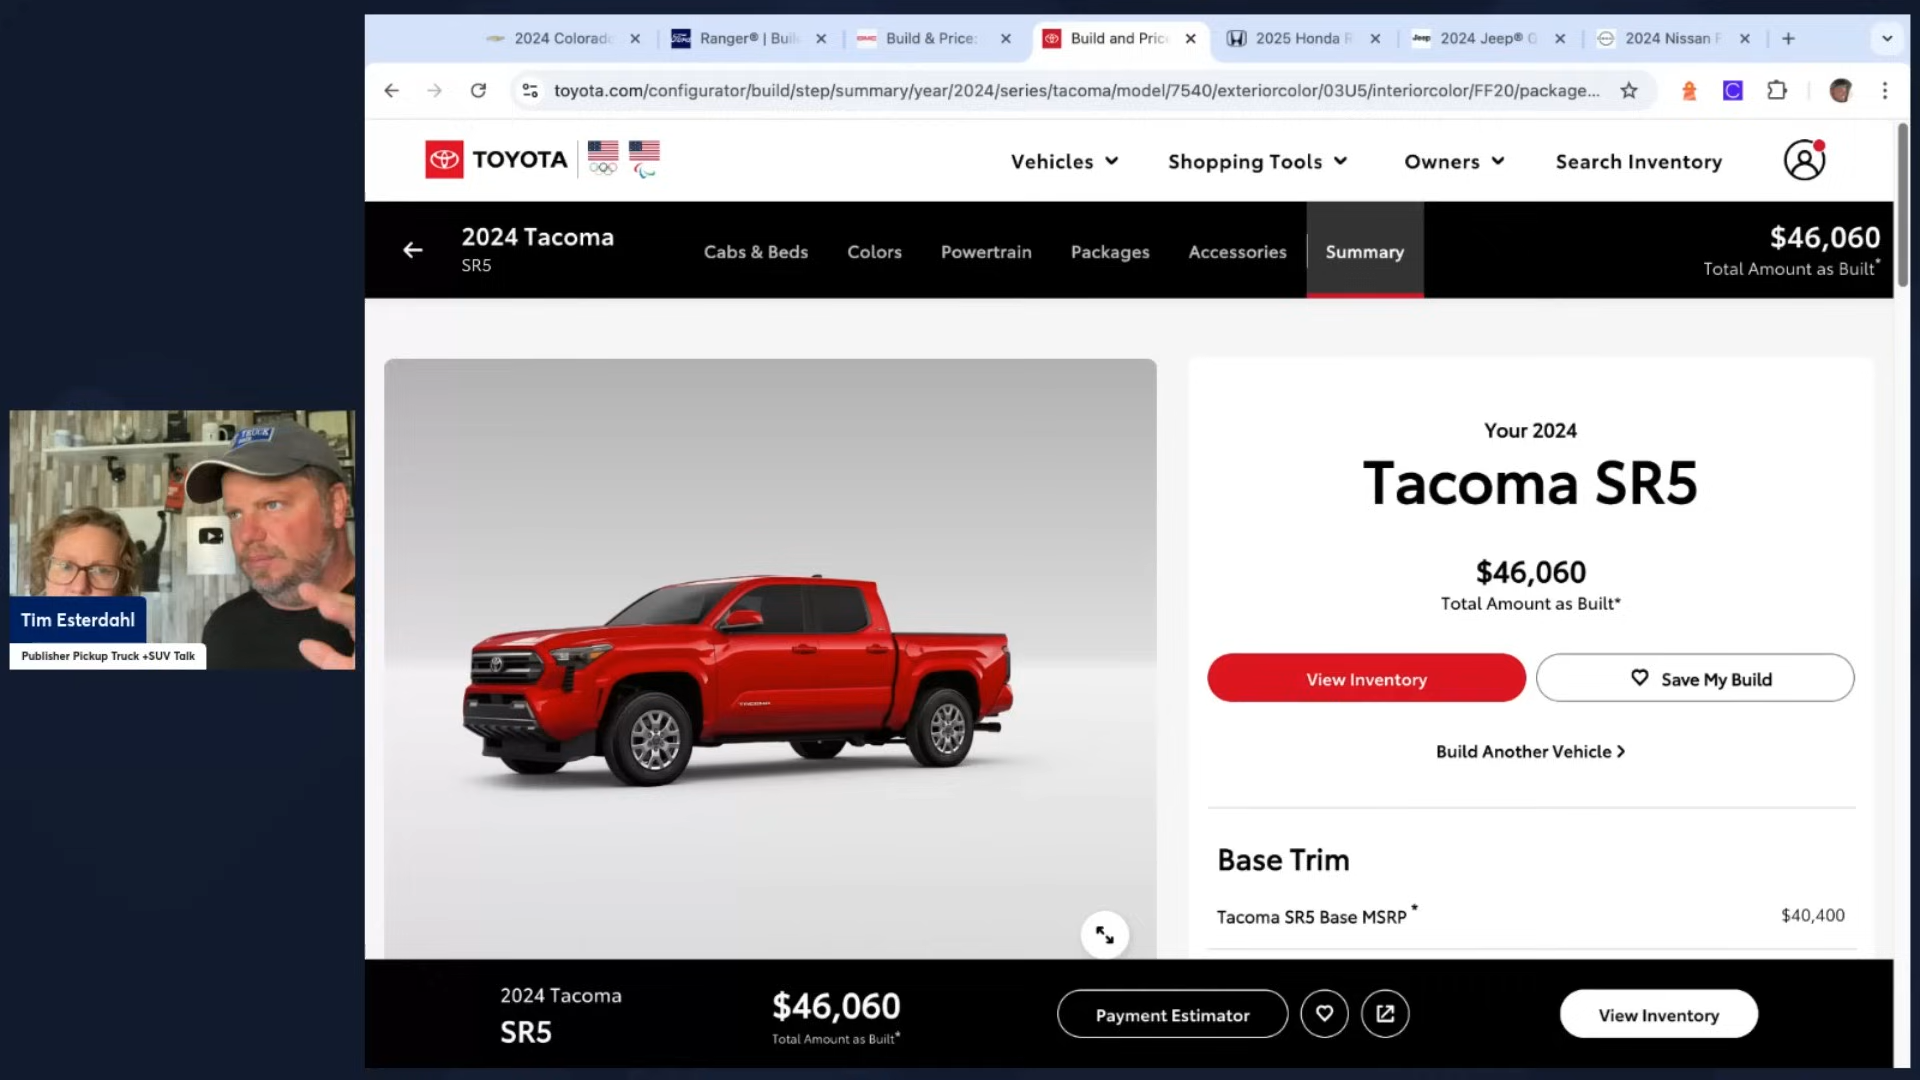 2024 Colorad
Ranger® | Buil
Build & Price:
Build and Pric
2025 Honda R
Jeep
2024 Jeep® G
2024 Nissan F
toyota.com/configurator/build/step/summary/year/2024/series/tacoma/model/7540/exteriorcolor/03U5/interiorcolor/FF20/package...
TOYOTA
Vehicles
Shopping Tools
Owners
Search Inventory
2024 Tacoma
SR5
Cabs & Beds
Colors
Powertrain
Packages
Accessories
Summary
$46,060
Total Amount as Built*
Your 2024
Tacoma SR5
$46,060
Total Amount as Built*
View Inventory
Save My Build
Build Another Vehicle >
Base Trim
Tacoma SR5 Base MSRP *
$40,400
TRUCK
Tim Esterdahl
Publisher Pickup Truck +SUV Talk
TACOMA
2024 Tacoma
SR5
$46,060
Total Amount as Built*
Payment Estimator
View Inventory